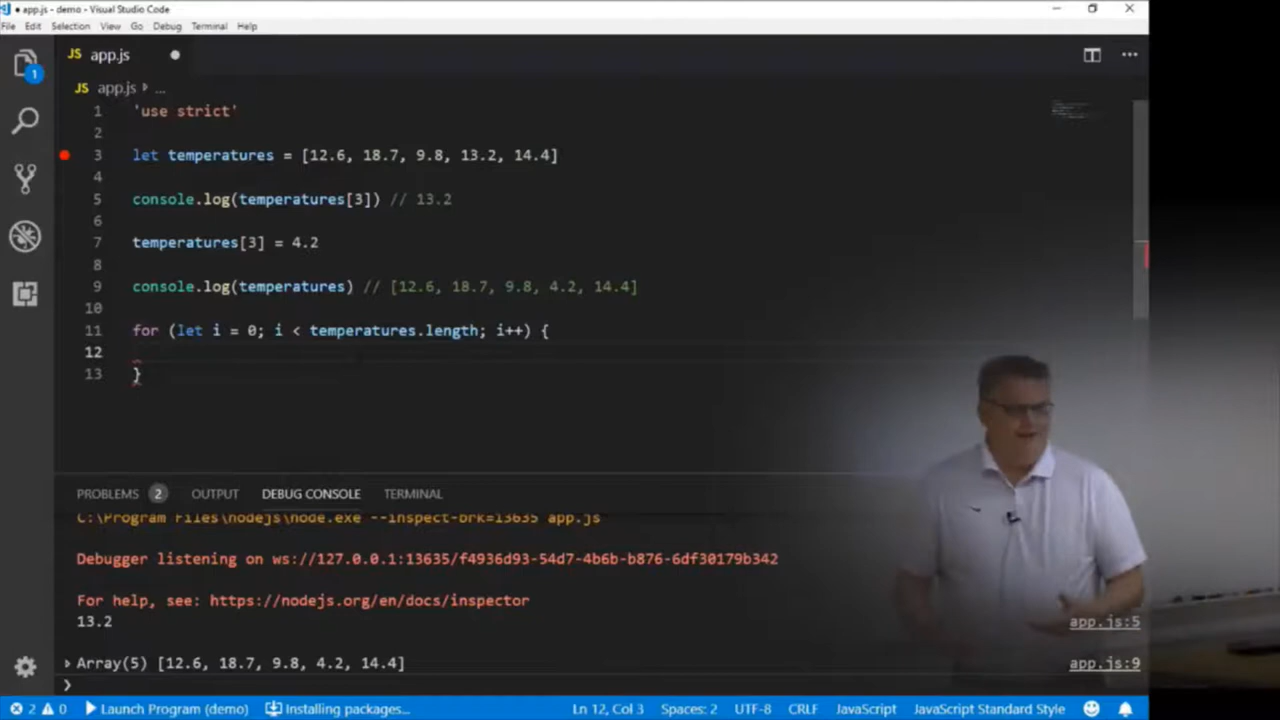 ● app.js - demo - Visual Studio Code
File Edit Selection View Go Debug Terminal Help
JS app.js ●
1
JS app.js ...
1 'use strict'
2
3 let temperatures = [12.6, 18.7, 9.8, 13.2, 14.4]
4
5 console.log(temperatures[3]) // 13.2
6
7 temperatures[3] = 4.2
8
9 console.log(temperatures) // [12.6, 18.7, 9.8, 4.2, 14.4]
10
11 for (let i = 0; i < temperatures.length; i++) {
12
13 }
PROBLEMS 2 OUTPUT DEBUG CONSOLE TERMINAL
C:\Program Files\nodejs\node.exe --inspect-brk=13635 app.js
Debugger listening on ws://127.0.0.1:13635/f4936d93-54d7-4b6b-b876-6df30179b342
For help, see: https://nodejs.org/en/docs/inspector
13.2 app.js:5
Array(5) [12.6, 18.7, 9.8, 4.2, 14.4] app.js:9
2 0 Launch Program (demo) Installing packages... Ln 12, Col 3 Spaces: 2 UTF-8 CRLF JavaScript JavaScript Standard Style